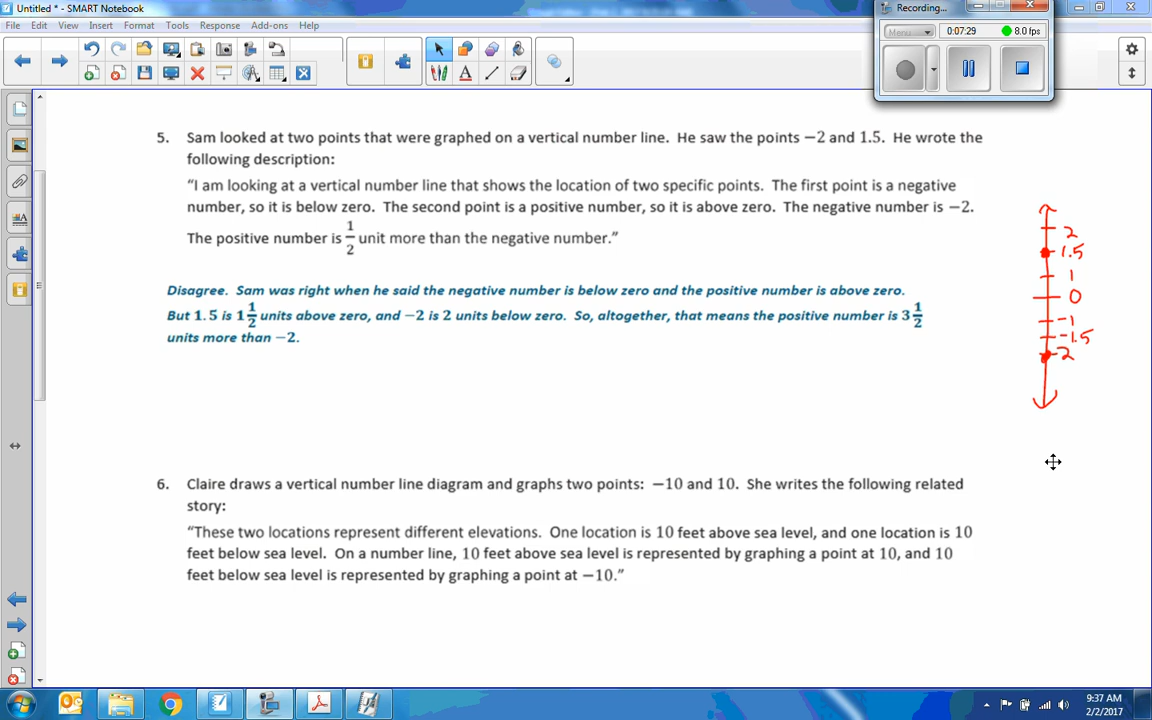 Untitled * - SMART Notebook
Recording...
File Edit View Insert Format Tools Response Add-ons Help
Menu 0:07:29 8.0 fps
5. Sam looked at two points that were graphed on a vertical number line. He saw the points −2 and 1.5. He wrote the
following description:
“I am looking at a vertical number line that shows the location of two specific points. The first point is a negative
number, so it is below zero. The second point is a positive number, so it is above zero. The negative number is −2.
The positive number is 1/2 unit more than the negative number.”
Disagree. Sam was right when he said the negative number is below zero and the positive number is above zero.
But 1.5 is 1 1/2 units above zero, and −2 is 2 units below zero. So, altogether, that means the positive number is 3 1/2
units more than −2.
2
1.5
1
0
-1
-1.5
-2
6. Claire draws a vertical number line diagram and graphs two points: −10 and 10. She writes the following related
story:
“These two locations represent different elevations. One location is 10 feet above sea level, and one location is 10
feet below sea level. On a number line, 10 feet above sea level is represented by graphing a point at 10, and 10
feet below sea level is represented by graphing a point at −10.”
9:37 AM
2/2/2017